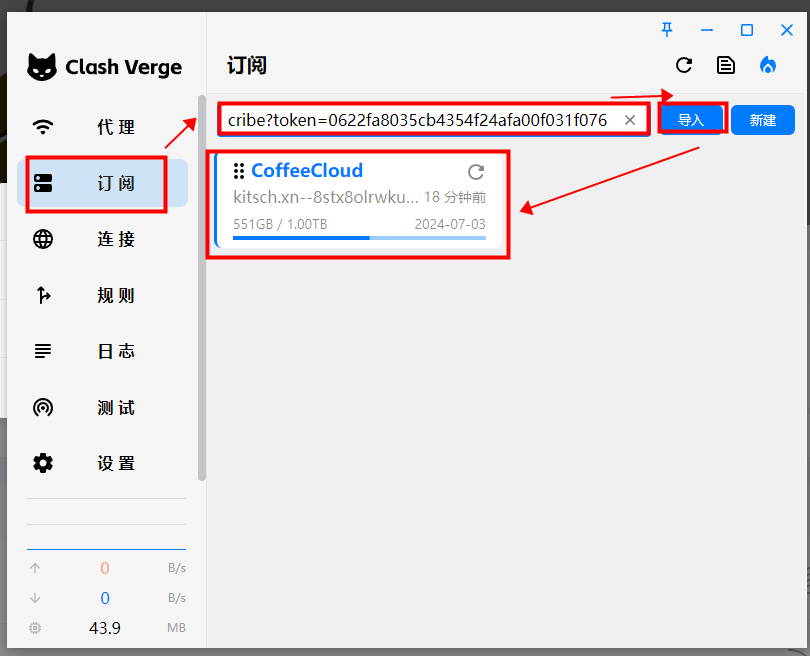 Clash Verge
订阅
代理
订阅
连接
规则
日志
测试
设置
cribe?token=0622fa8035cb4354f24afa00f031f076
导入
新建
CoffeeCloud
kitsch.xn--8stx8olrwku... 18 分钟前
551GB / 1.00TB 2024-07-03
0 B/s
0 B/s
43.9 MB